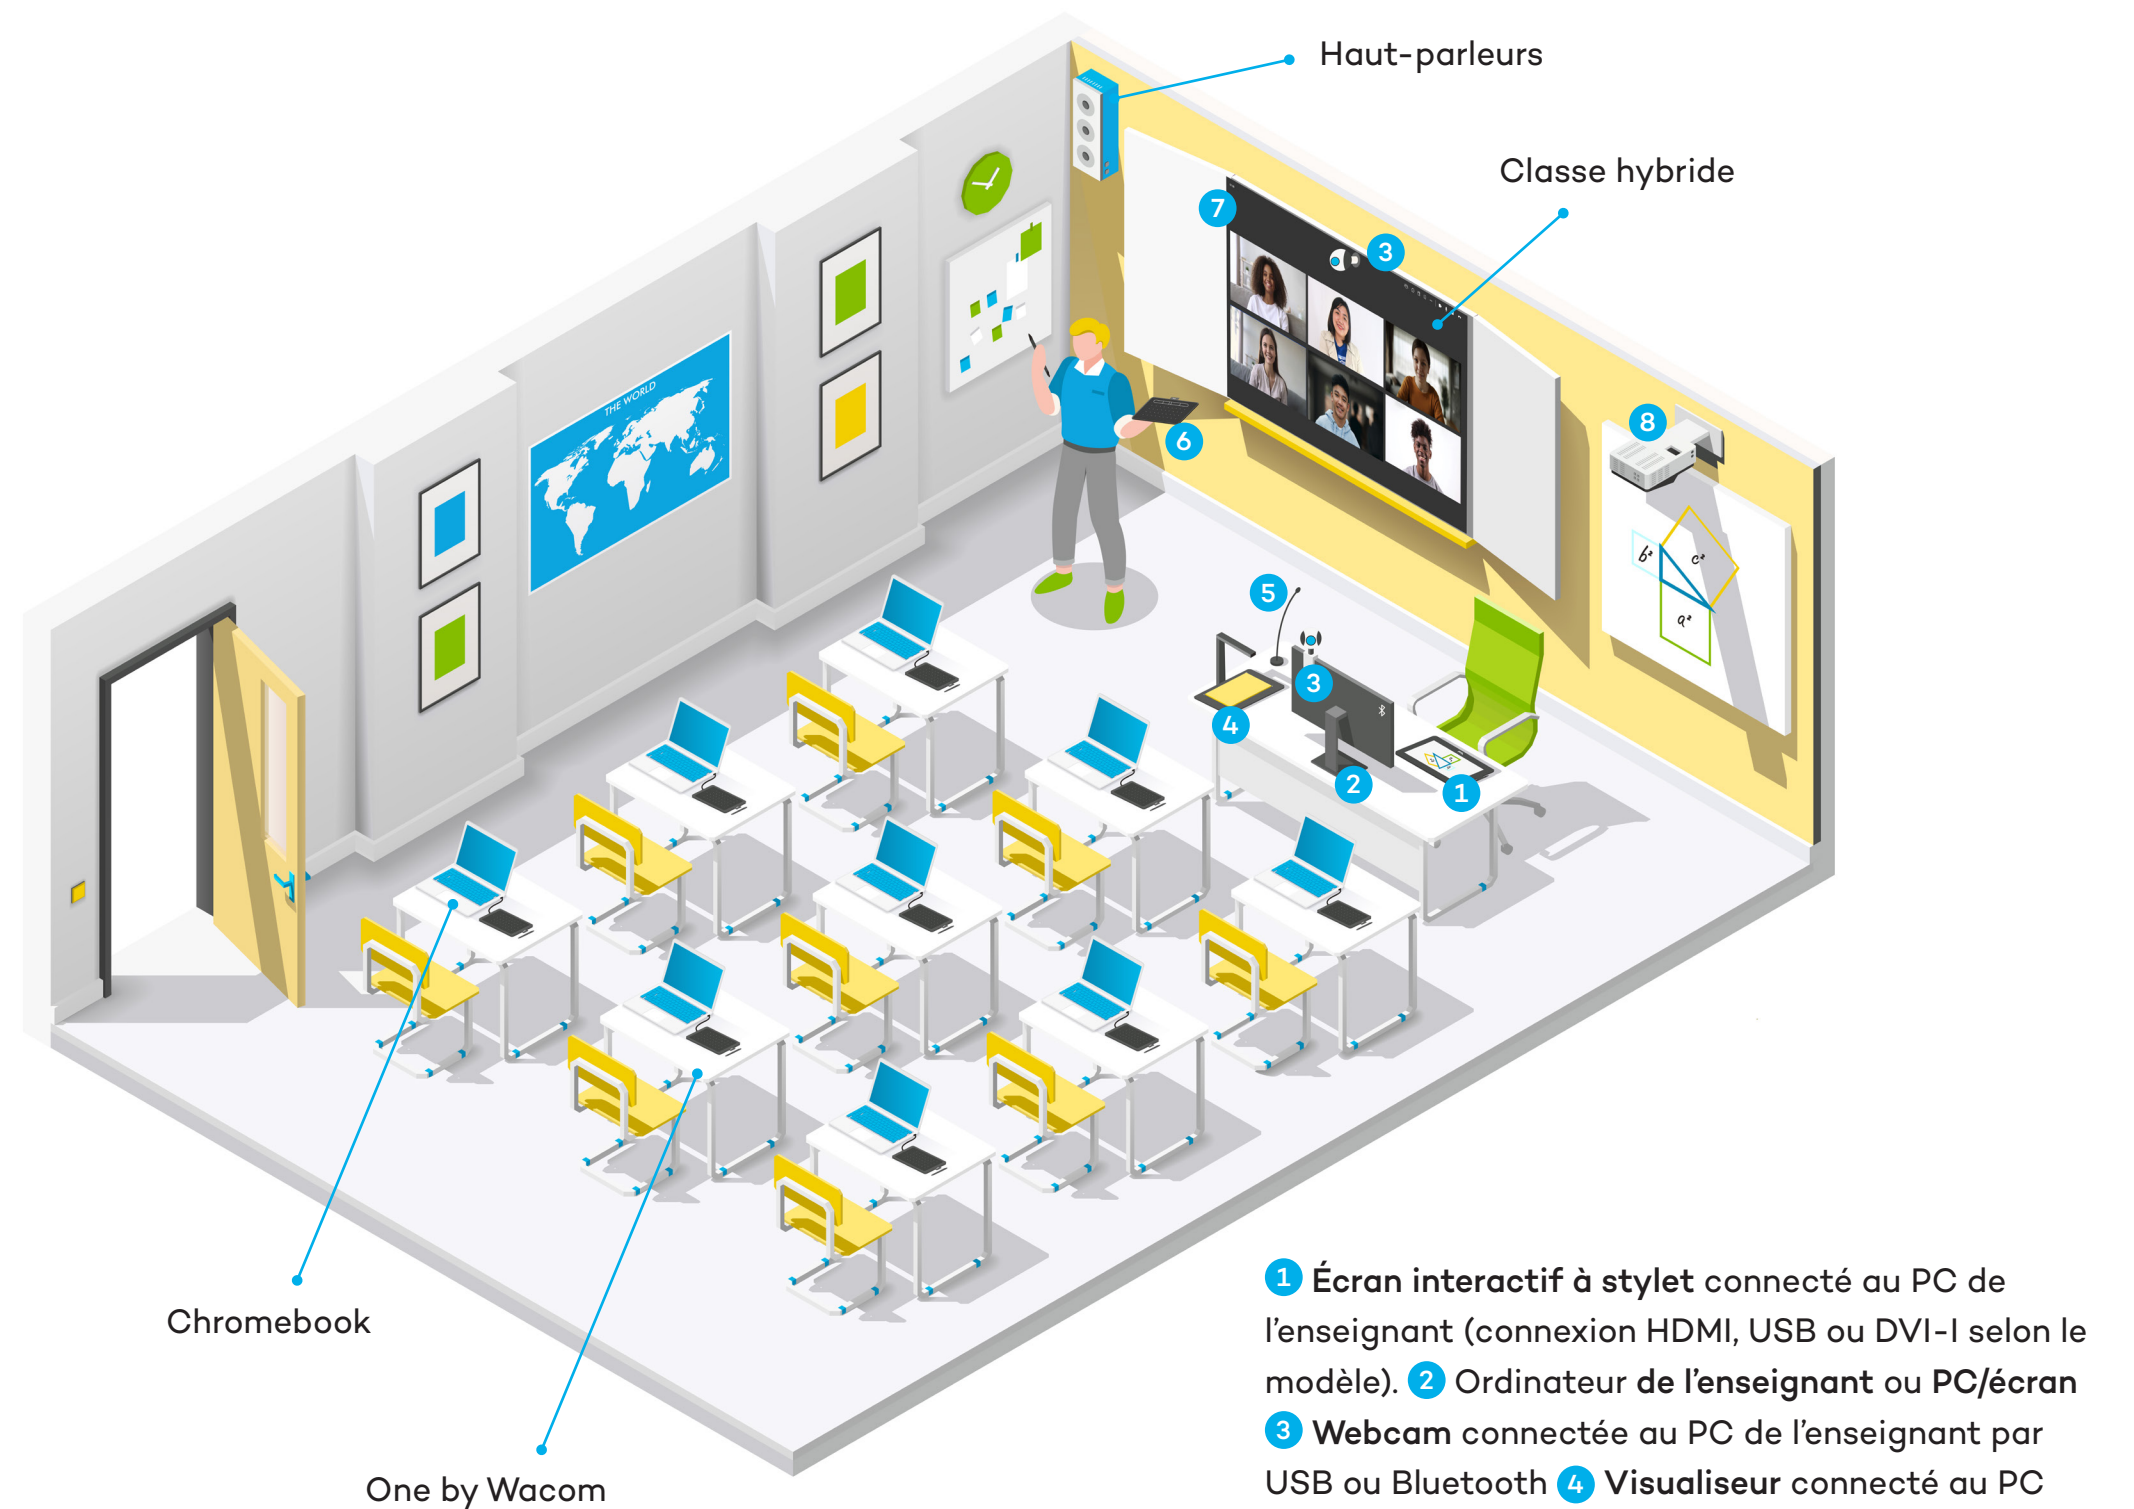 Haut-parleurs
Classe hybride
7
3
THE WORLD
6
8
b²
c²
a²
5
3
4
2
1
Chromebook
One by Wacom
1 Écran interactif à stylet connecté au PC de
l'enseignant (connexion HDMI, USB ou DVI-I selon le
modèle). 2 Ordinateur de l'enseignant ou PC/écran
3 Webcam connectée au PC de l'enseignant par
USB ou Bluetooth 4 Visualiseur connecté au PC